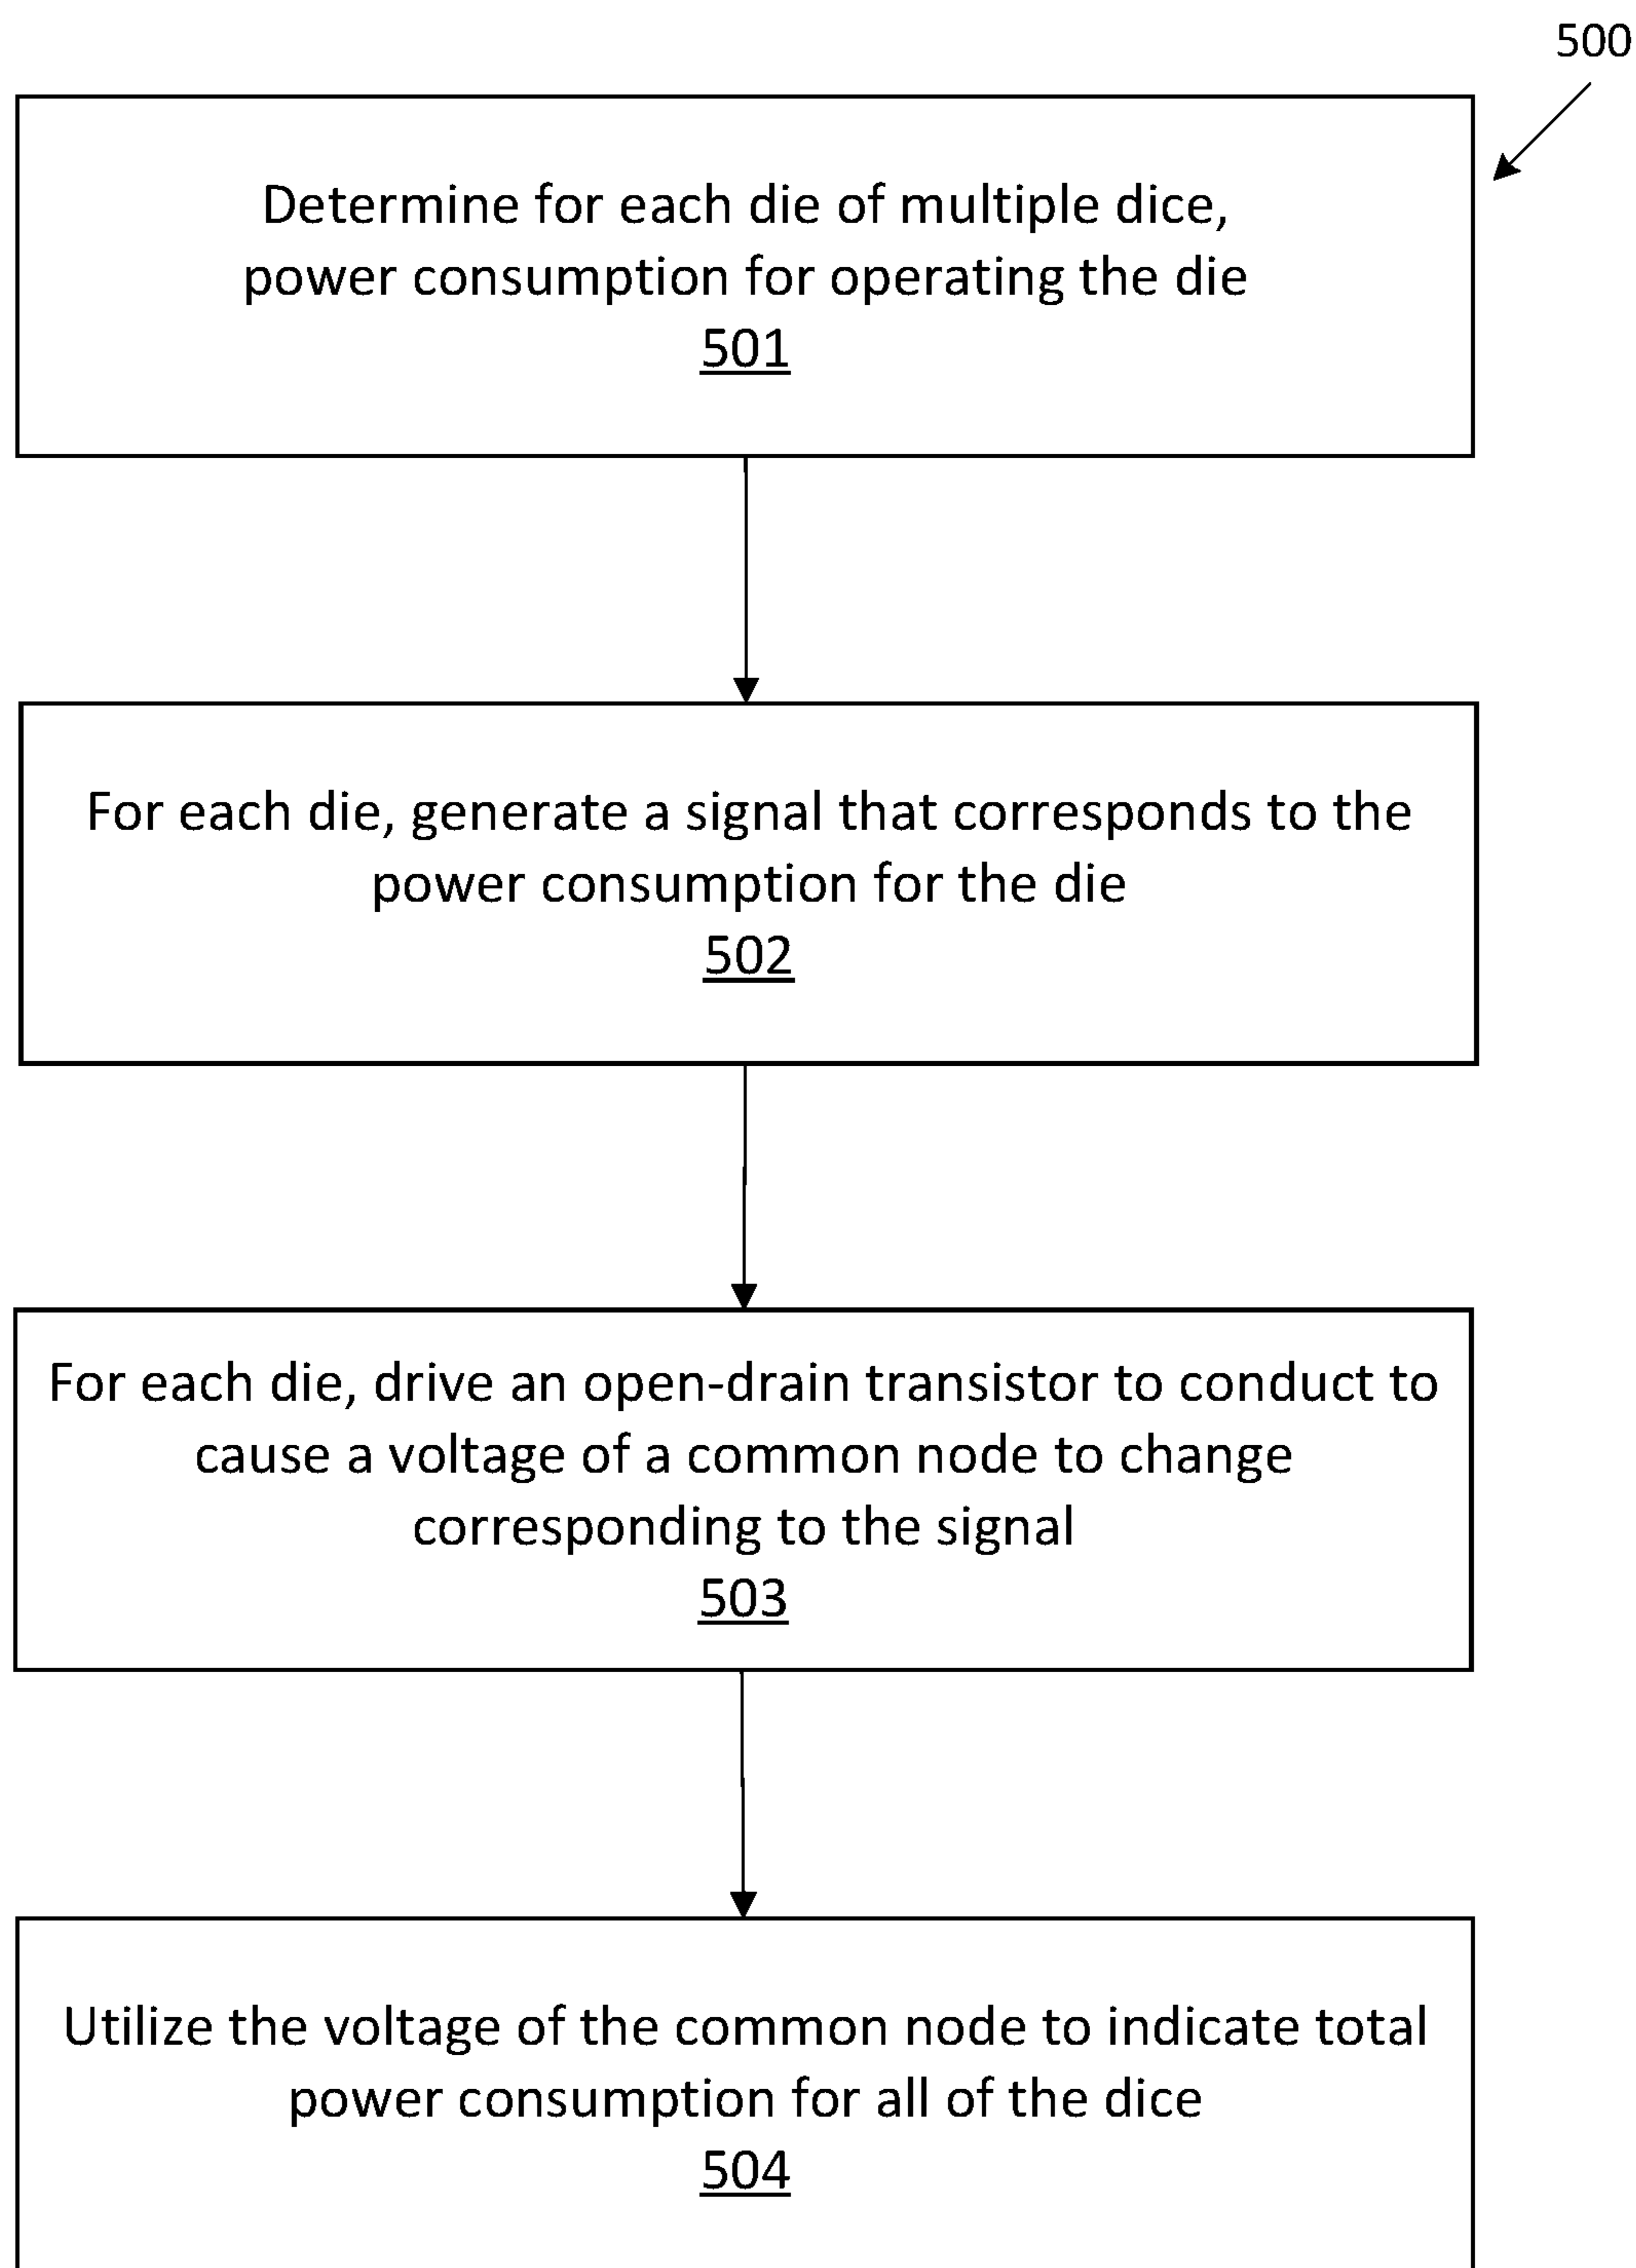 500
Determine for each die of multiple dice,
power consumption for operating the die
501
For each die, generate a signal that corresponds to the
power consumption for the die
502
For each die, drive an open-drain transistor to conduct to
cause a voltage of a common node to change
corresponding to the signal
503
Utilize the voltage of the common node to indicate total
power consumption for all of the dice
504